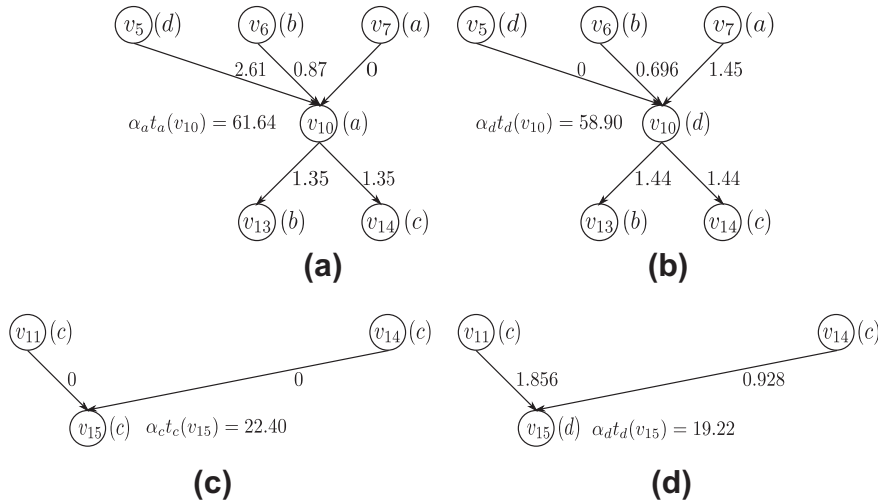 v5 (d) v6 (b) v7 (a) v5 (d) v6 (b) v7 (a)
2.61 0.87 0 0 0.696 1.45
αata(v10) = 61.64 v10 (a) αdtd(v10) = 58.90 v10 (d)
1.35 1.35 1.44 1.44
v13 (b) v14 (c) v13 (b) v14 (c)
(a) (b)
v11 (c) v14 (c) v11 (c) v14 (c)
0 0 1.856 0.928
v15 (c) αctc(v15) = 22.40 v15 (d) αdtd(v15) = 19.22
(c) (d)